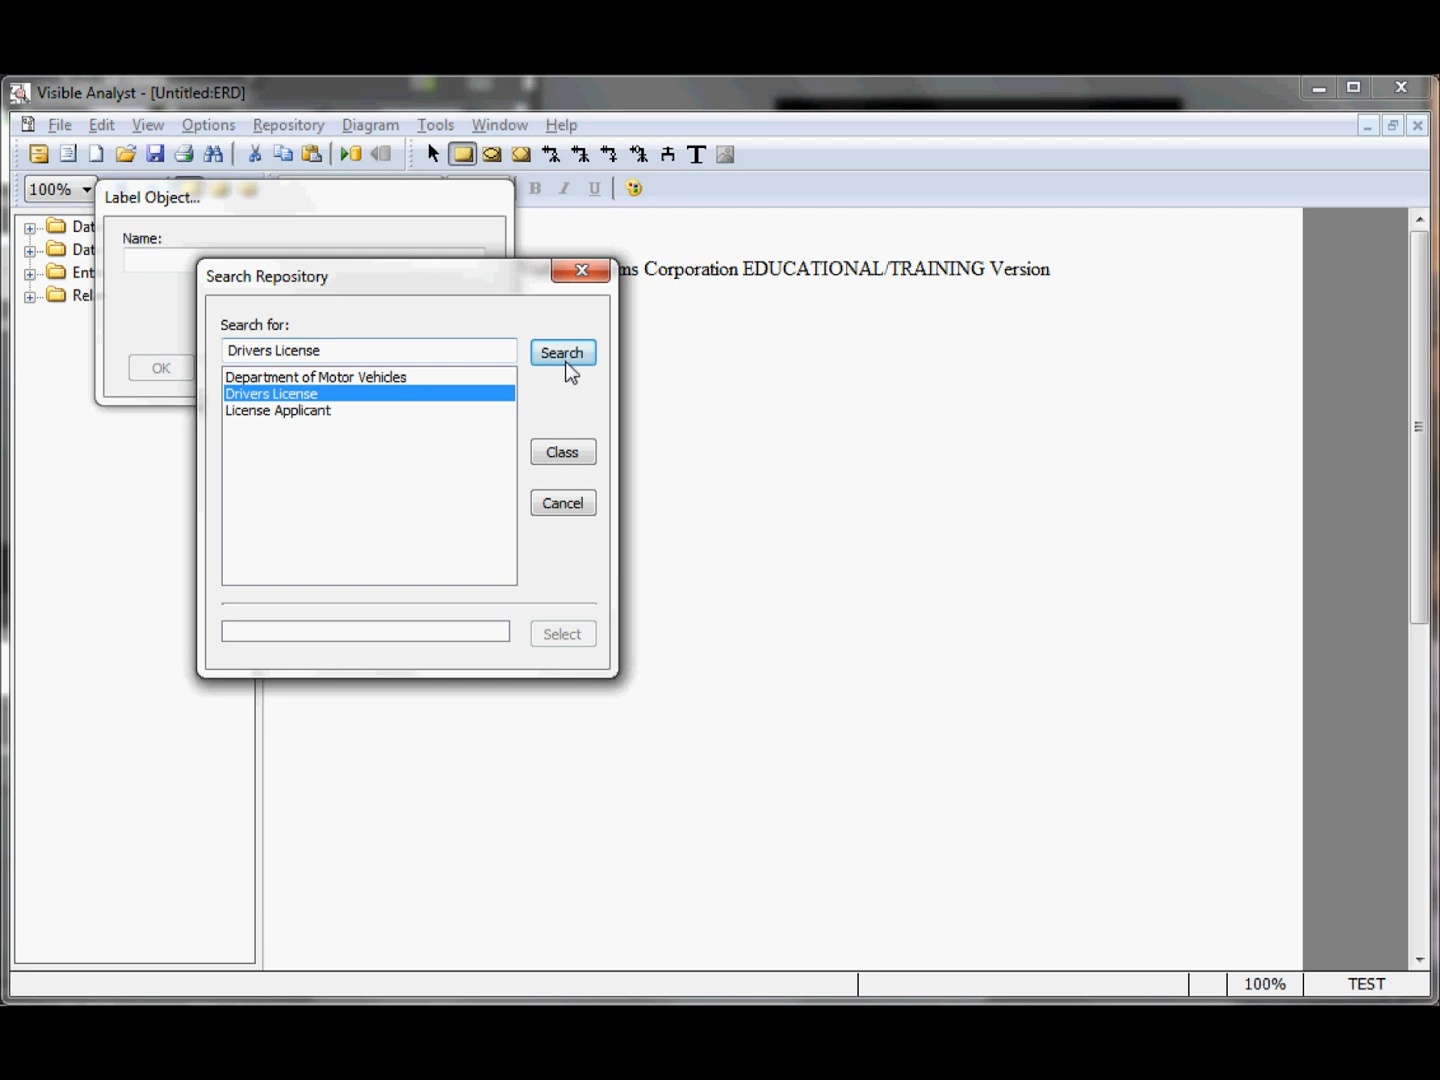 Visible Analyst - [Untitled:ERD]
File Edit View Options Repository Diagram Tools Window Help
100% B I U
Label Object...
Name:
OK
Dat
Dat
Ent
Rel
ms Corporation EDUCATIONAL/TRAINING Version
Search Repository
Search for:
Drivers License
Search
Department of Motor Vehicles
Drivers License
License Applicant
Class
Cancel
Select
100% TEST